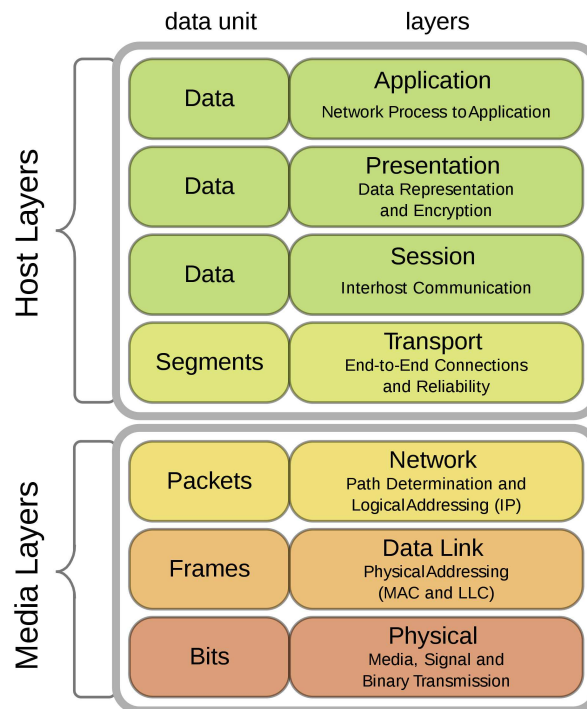 data unit layers
Host Layers
Data
Application
Network Process to Application
Data
Presentation
Data Representation
and Encryption
Data
Session
Interhost Communication
Segments
Transport
End-to-End Connections
and Reliability
Media Layers
Packets
Network
Path Determination and
Logical Addressing (IP)
Frames
Data Link
Physical Addressing
(MAC and LLC)
Bits
Physical
Media, Signal and
Binary Transmission